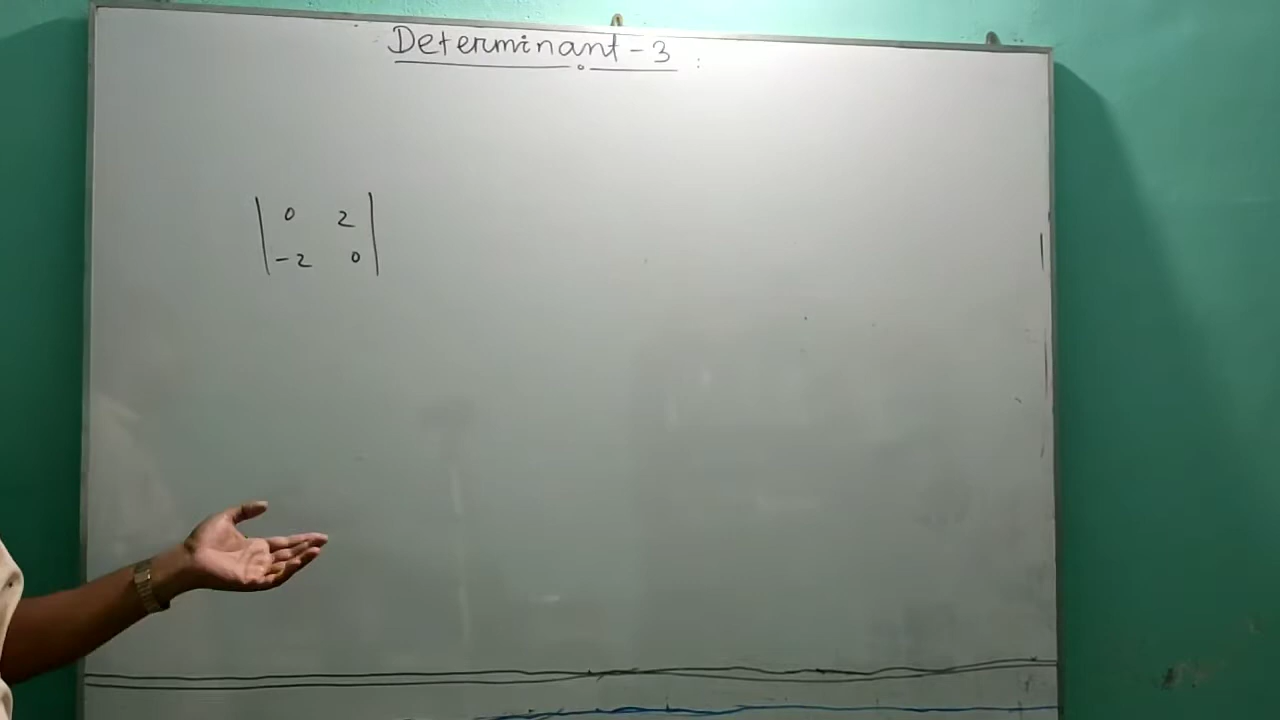 Determinant - 3 :
| 0 2 |
| -2 0 |